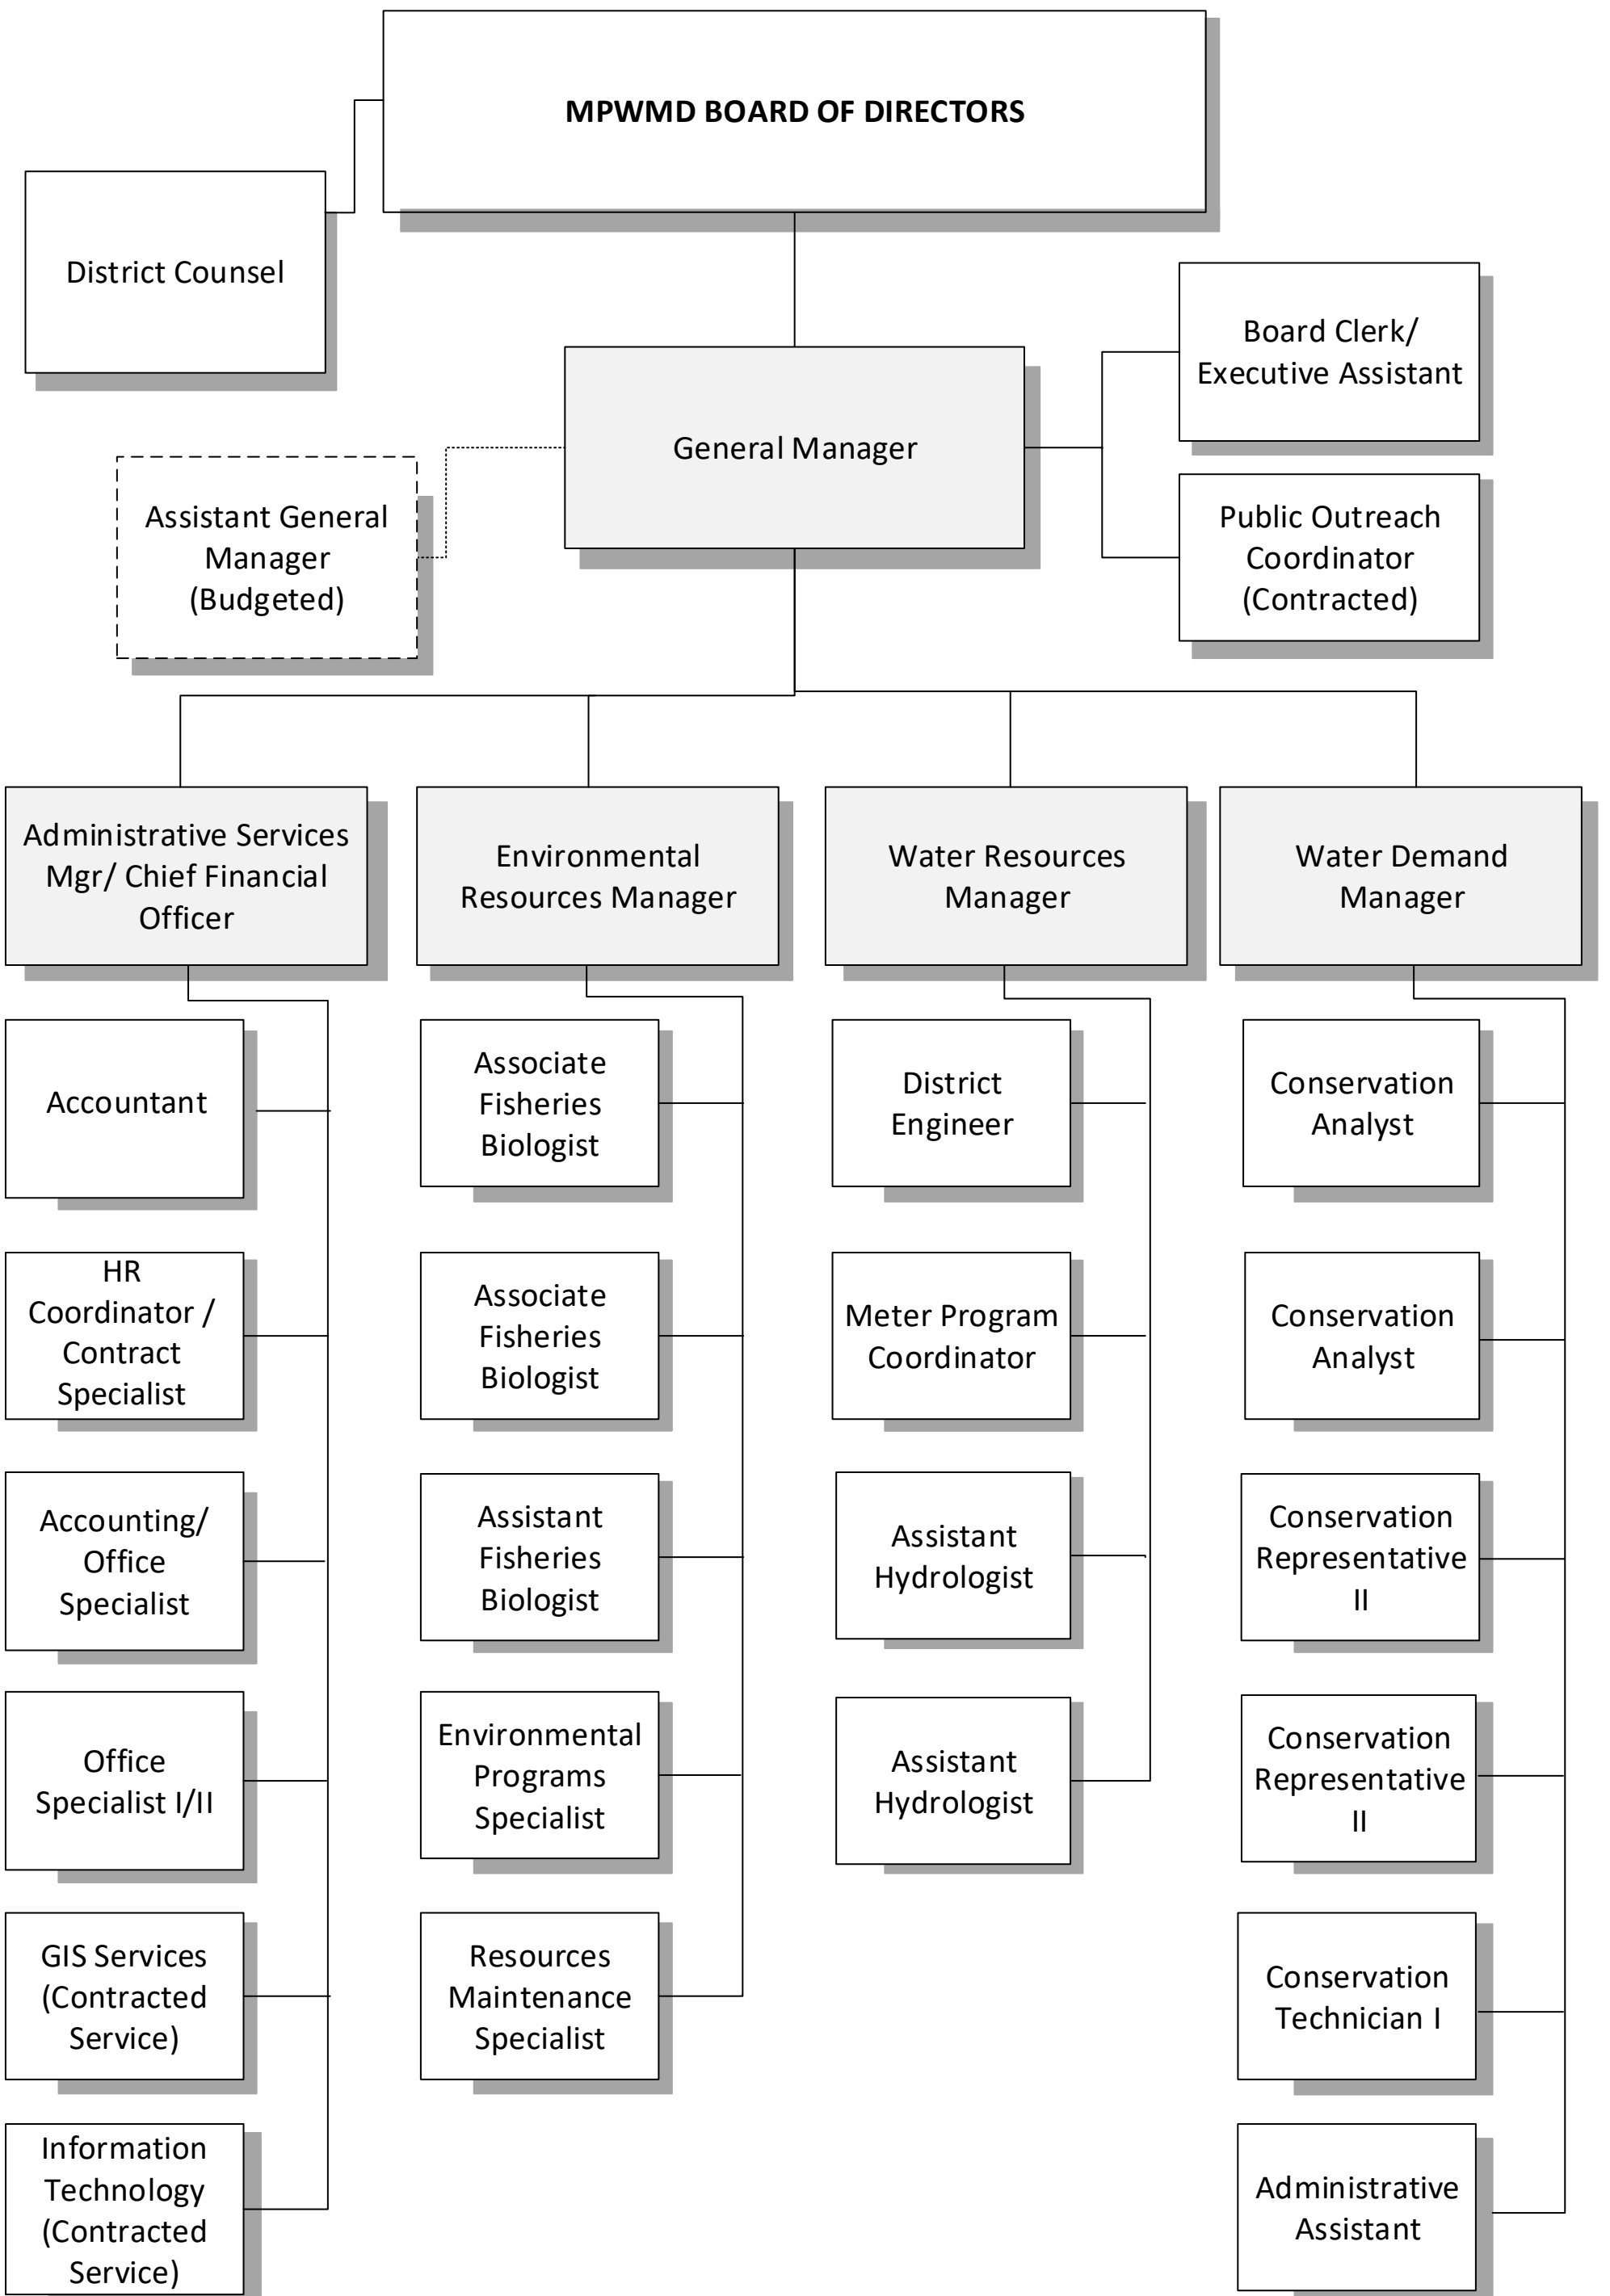 MPWMD BOARD OF DIRECTORS
District Counsel
Board Clerk/
Executive Assistant
General Manager
Assistant General
Manager
(Budgeted)
Public Outreach
Coordinator
(Contracted)
Administrative Services
Mgr/ Chief Financial
Officer
Environmental
Resources Manager
Water Resources
Manager
Water Demand
Manager
Accountant
HR
Coordinator /
Contract
Specialist
Accounting/
Office
Specialist
Office
Specialist I/II
GIS Services
(Contracted
Service)
Information
Technology
(Contracted
Service)
Associate
Fisheries
Biologist
Associate
Fisheries
Biologist
Assistant
Fisheries
Biologist
Environmental
Programs
Specialist
Resources
Maintenance
Specialist
District
Engineer
Meter Program
Coordinator
Assistant
Hydrologist
Assistant
Hydrologist
Conservation
Analyst
Conservation
Analyst
Conservation
Representative
II
Conservation
Representative
II
Conservation
Technician I
Administrative
Assistant